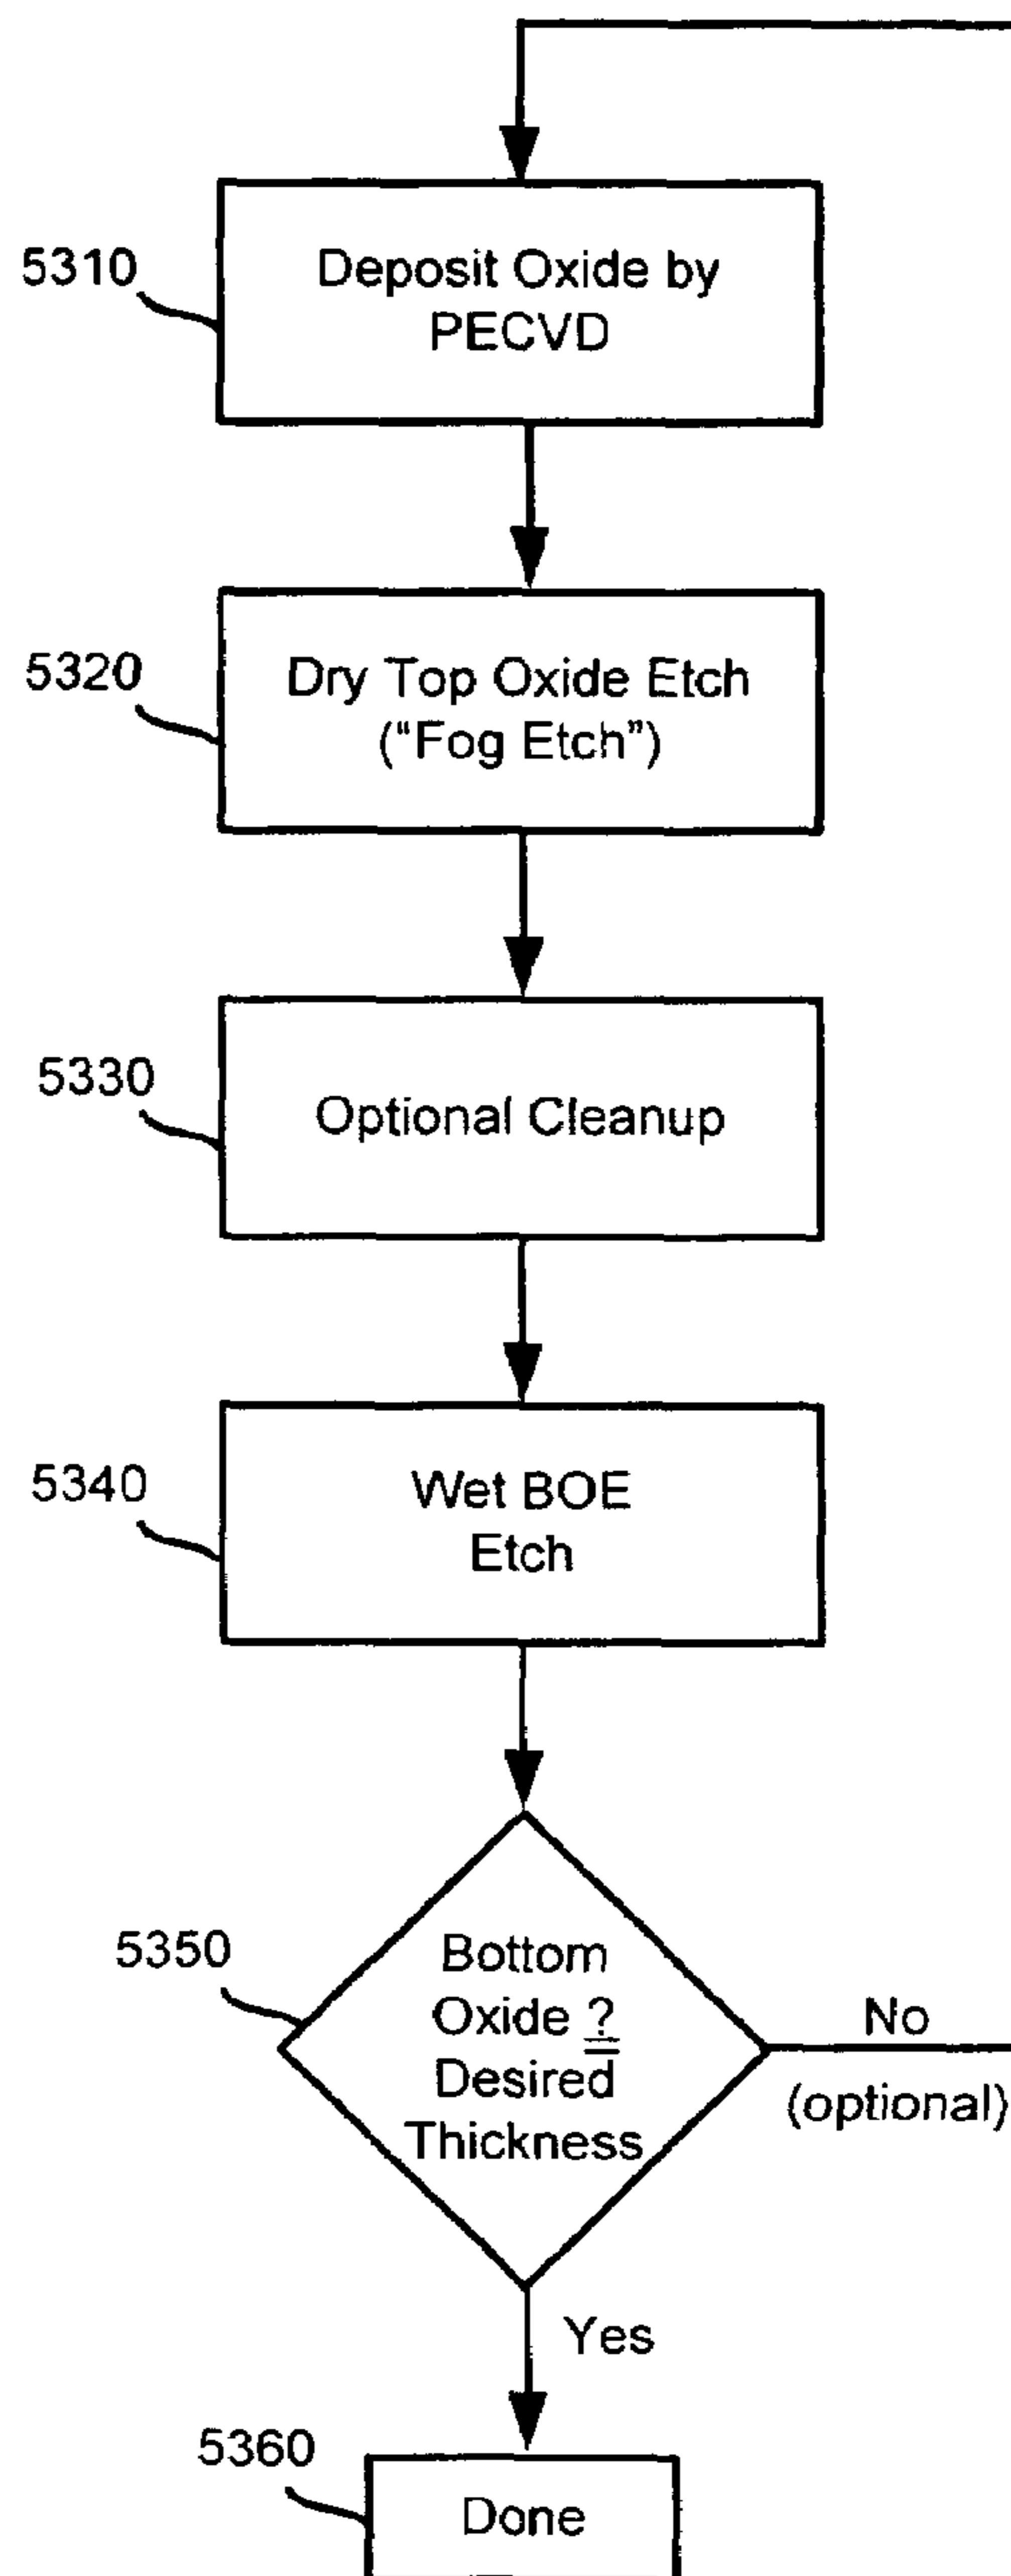 5310
Deposit Oxide by
PECVD
5320
Dry Top Oxide Etch
(“Fog Etch”)
5330
Optional Cleanup
5340
Wet BOE
Etch
5350
Bottom
Oxide ?
=
Desired
Thickness
No
(optional)
Yes
5360
Done